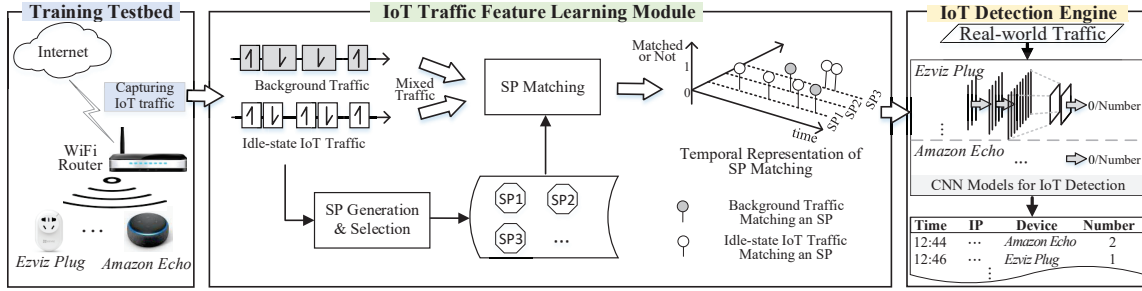 Training Testbed
Internet
Capturing
IoT traffic
WiFi
Router
...
Ezviz Plug
Amazon Echo
IoT Traffic Feature Learning Module
Background Traffic
Idle-state IoT Traffic
Mixed
Traffic
SP Matching
SP Generation
& Selection
SP1
SP2
SP3
...
Matched
or Not
1
0
time
SP1
SP2
SP3
Temporal Representation of
SP Matching
Background Traffic
Matching an SP
Idle-state IoT Traffic
Matching an SP
IoT Detection Engine
Real-world Traffic
Ezviz Plug
0/Number
⋮
Amazon Echo
...
0/Number
CNN Models for IoT Detection
Time IP Device Number
12:44 ... Amazon Echo 2
12:46 ... Ezviz Plug 1
⋮